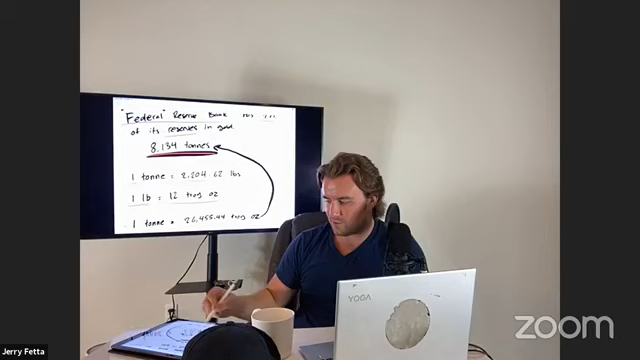 "Federal" Reserve Bank has
of its reserves in gold.
8,134 tonnes
1 tonne = 2,204.62 lbs
1 lb = 12 troy oz
1 tonne = 26,455.44 troy oz
YOGA
zoom
Jerry Fetta